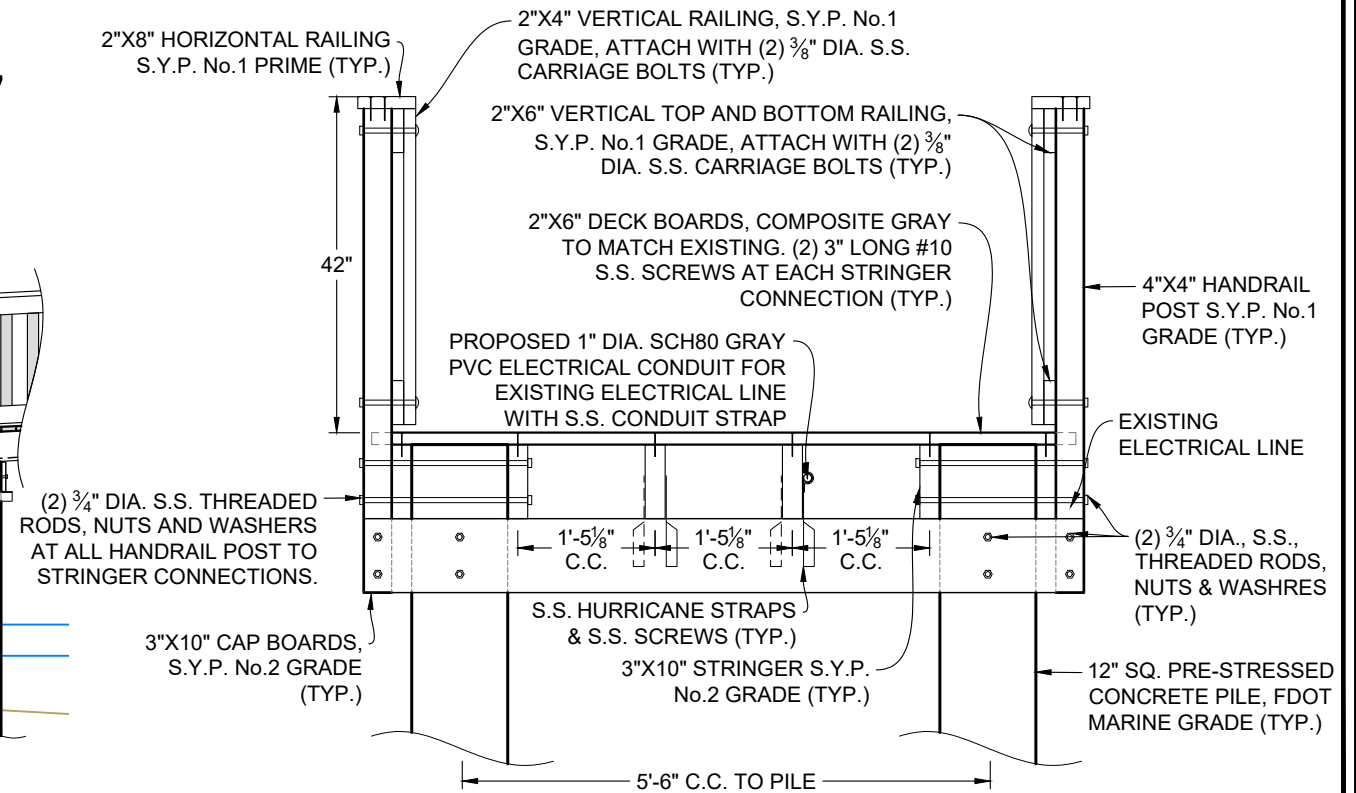 2"X8" HORIZONTAL RAILING
S.Y.P. No.1 PRIME (TYP.)
2"X4" VERTICAL RAILING, S.Y.P. No.1
GRADE, ATTACH WITH (2) ⅜" DIA. S.S.
CARRIAGE BOLTS (TYP.)
2"X6" VERTICAL TOP AND BOTTOM RAILING,
S.Y.P. No.1 GRADE, ATTACH WITH (2) ⅜"
DIA. S.S. CARRIAGE BOLTS (TYP.)
2"X6" DECK BOARDS, COMPOSITE GRAY
TO MATCH EXISTING. (2) 3" LONG #10
S.S. SCREWS AT EACH STRINGER
CONNECTION (TYP.)
42"
4"X4" HANDRAIL
POST S.Y.P. No.1
GRADE (TYP.)
PROPOSED 1" DIA. SCH80 GRAY
PVC ELECTRICAL CONDUIT FOR
EXISTING ELECTRICAL LINE
WITH S.S. CONDUIT STRAP
EXISTING
ELECTRICAL LINE
(2) ¾" DIA. S.S. THREADED
RODS, NUTS AND WASHERS
AT ALL HANDRAIL POST TO
STRINGER CONNECTIONS.
1'-5⅛"
C.C.
1'-5⅛"
C.C.
1'-5⅛"
C.C.
(2) ¾" DIA., S.S.,
THREADED RODS,
NUTS & WASHRES
(TYP.)
S.S. HURRICANE STRAPS
& S.S. SCREWS (TYP.)
3"X10" CAP BOARDS,
S.Y.P. No.2 GRADE
(TYP.)
3"X10" STRINGER S.Y.P.
No.2 GRADE (TYP.)
12" SQ. PRE-STRESSED
CONCRETE PILE, FDOT
MARINE GRADE (TYP.)
5'-6" C.C. TO PILE